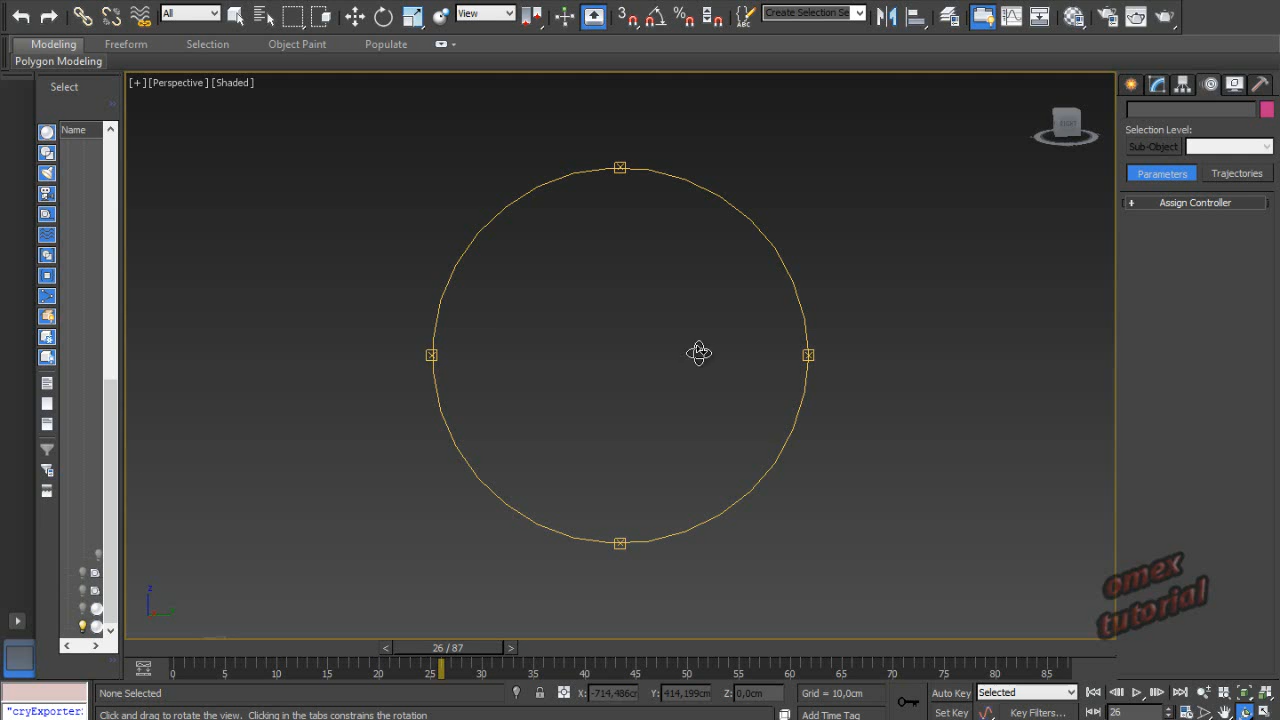 All
View
Create Selection Se
Modeling
Freeform
Selection
Object Paint
Populate
Polygon Modeling
Select
[+] [Perspective] [Shaded]
Name
Selection Level:
Sub-Object
Parameters
Trajectories
+ Assign Controller
omex
tutorial
z
< 26 / 87 >
0 5 10 15 20 25 30 35 40 45 50 55 60 65 70 75 80 85
None Selected
X: -714,486cm
Y: 414,199cm
Z: 0,0cm
Grid = 10,0cm
Auto Key
Selected
"cryExporter:
Click and drag to rotate the view. Clicking in the tabs constrains the rotation
Add Time Tag
Set Key
Key Filters...
26